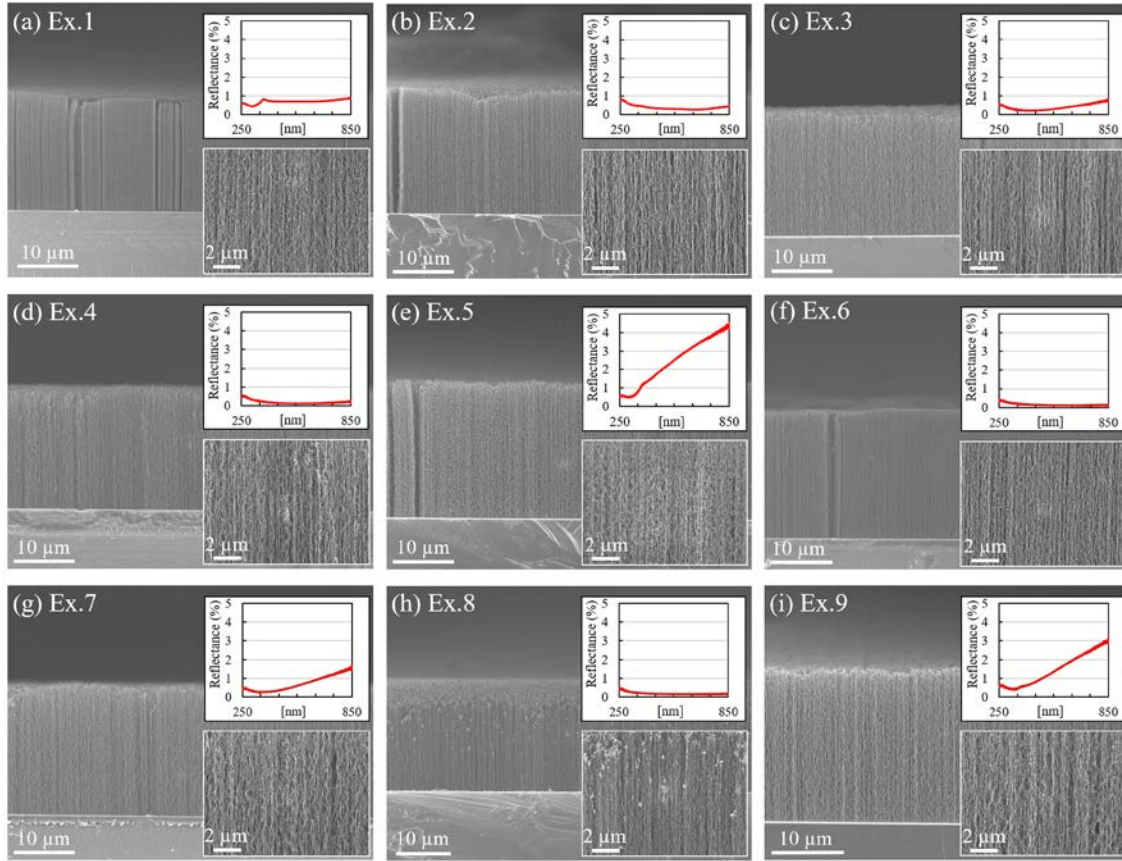 (a) Ex.1
Reflectance (%)
5
4
3
2
1
0
250
[nm]
850
10 µm
2 µm
(b) Ex.2
Reflectance (%)
5
4
3
2
1
0
250
[nm]
850
10 µm
2 µm
(c) Ex.3
Reflectance (%)
5
4
3
2
1
0
250
[nm]
850
10 µm
2 µm
(d) Ex.4
Reflectance (%)
5
4
3
2
1
0
250
[nm]
850
10 µm
2 µm
(e) Ex.5
Reflectance (%)
5
4
3
2
1
0
250
[nm]
850
10 µm
2 µm
(f) Ex.6
Reflectance (%)
5
4
3
2
1
0
250
[nm]
850
10 µm
2 µm
(g) Ex.7
Reflectance (%)
5
4
3
2
1
0
250
[nm]
850
10 µm
2 µm
(h) Ex.8
Reflectance (%)
5
4
3
2
1
0
250
[nm]
850
10 µm
2 µm
(i) Ex.9
Reflectance (%)
5
4
3
2
1
0
250
[nm]
850
10 µm
2 µm